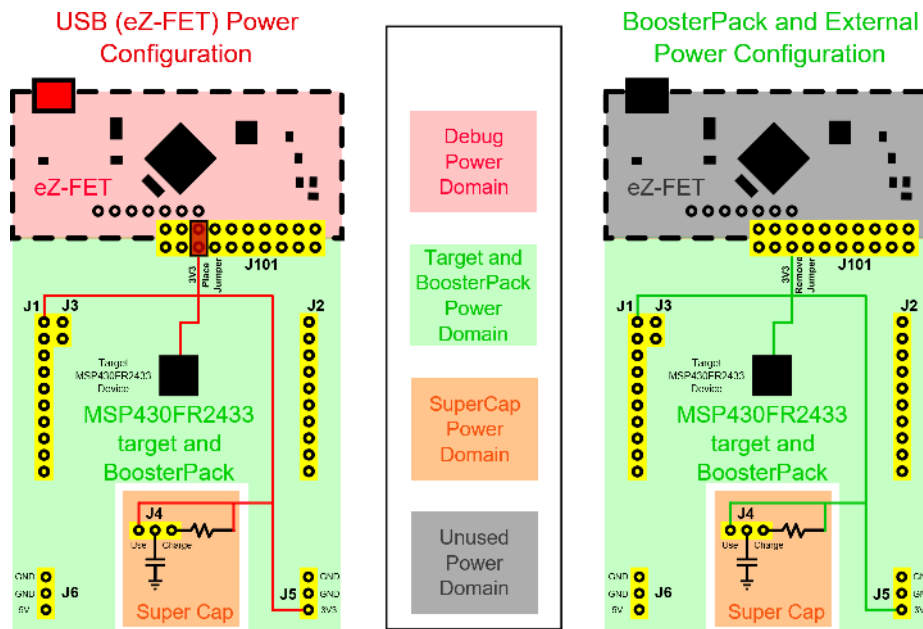 USB (eZ-FET) Power
Configuration
eZ-FET
J101
3V3
Place
Jumper
J1
J3
J2
Target
MSP430FR2433
Device
MSP430FR2433
target and
BoosterPack
J4
Use
Charge
Super Cap
GND
GND
5V
J6
J5
GND
GND
3V3
Debug
Power
Domain
Target and
BoosterPack
Power
Domain
SuperCap
Power
Domain
Unused
Power
Domain
BoosterPack and External
Power Configuration
eZ-FET
J101
3V3
Remove
Jumper
J1
J3
J2
Target
MSP430FR2433
Device
MSP430FR2433
target and
BoosterPack
J4
Use
Charge
Super Cap
GND
GND
5V
J6
J5
GND
GND
3V3